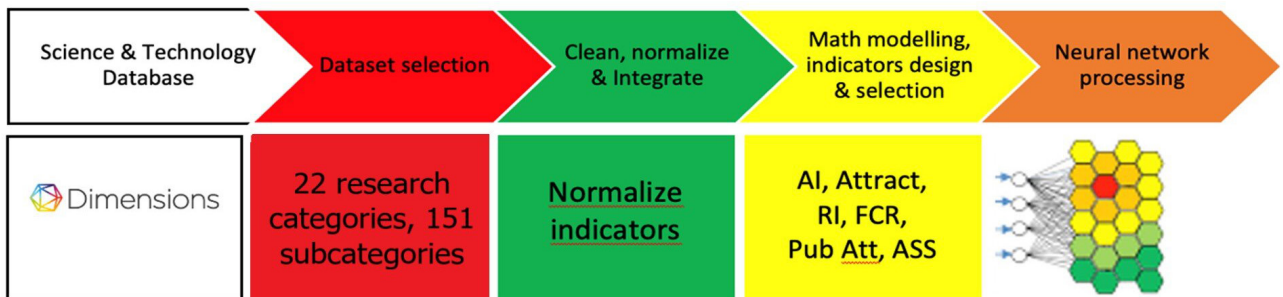 Science & Technology
Database
Dataset selection
Clean, normalize
& Integrate
Math modelling,
indicators design
& selection
Neural network
processing
Dimensions
22 research
categories, 151
subcategories
Normalize
indicators
AI, Attract,
RI, FCR,
Pub Att, ASS